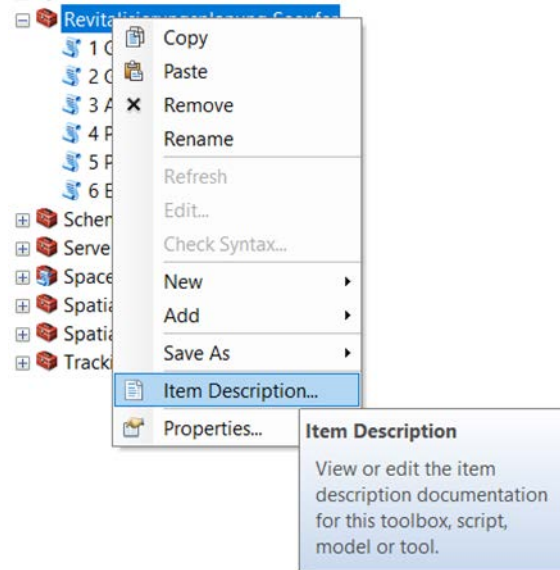 Revitalisierungsplanung Seeufer
1 G
2 G
3 A
4 P
5 P
6 E
Schen
Serve
Space
Spatia
Spatia
Tracki
Copy
Paste
Remove
Rename
Refresh
Edit...
Check Syntax...
New
Add
Save As
Item Description...
Properties...
Item Description
View or edit the item
description documentation
for this toolbox, script,
model or tool.